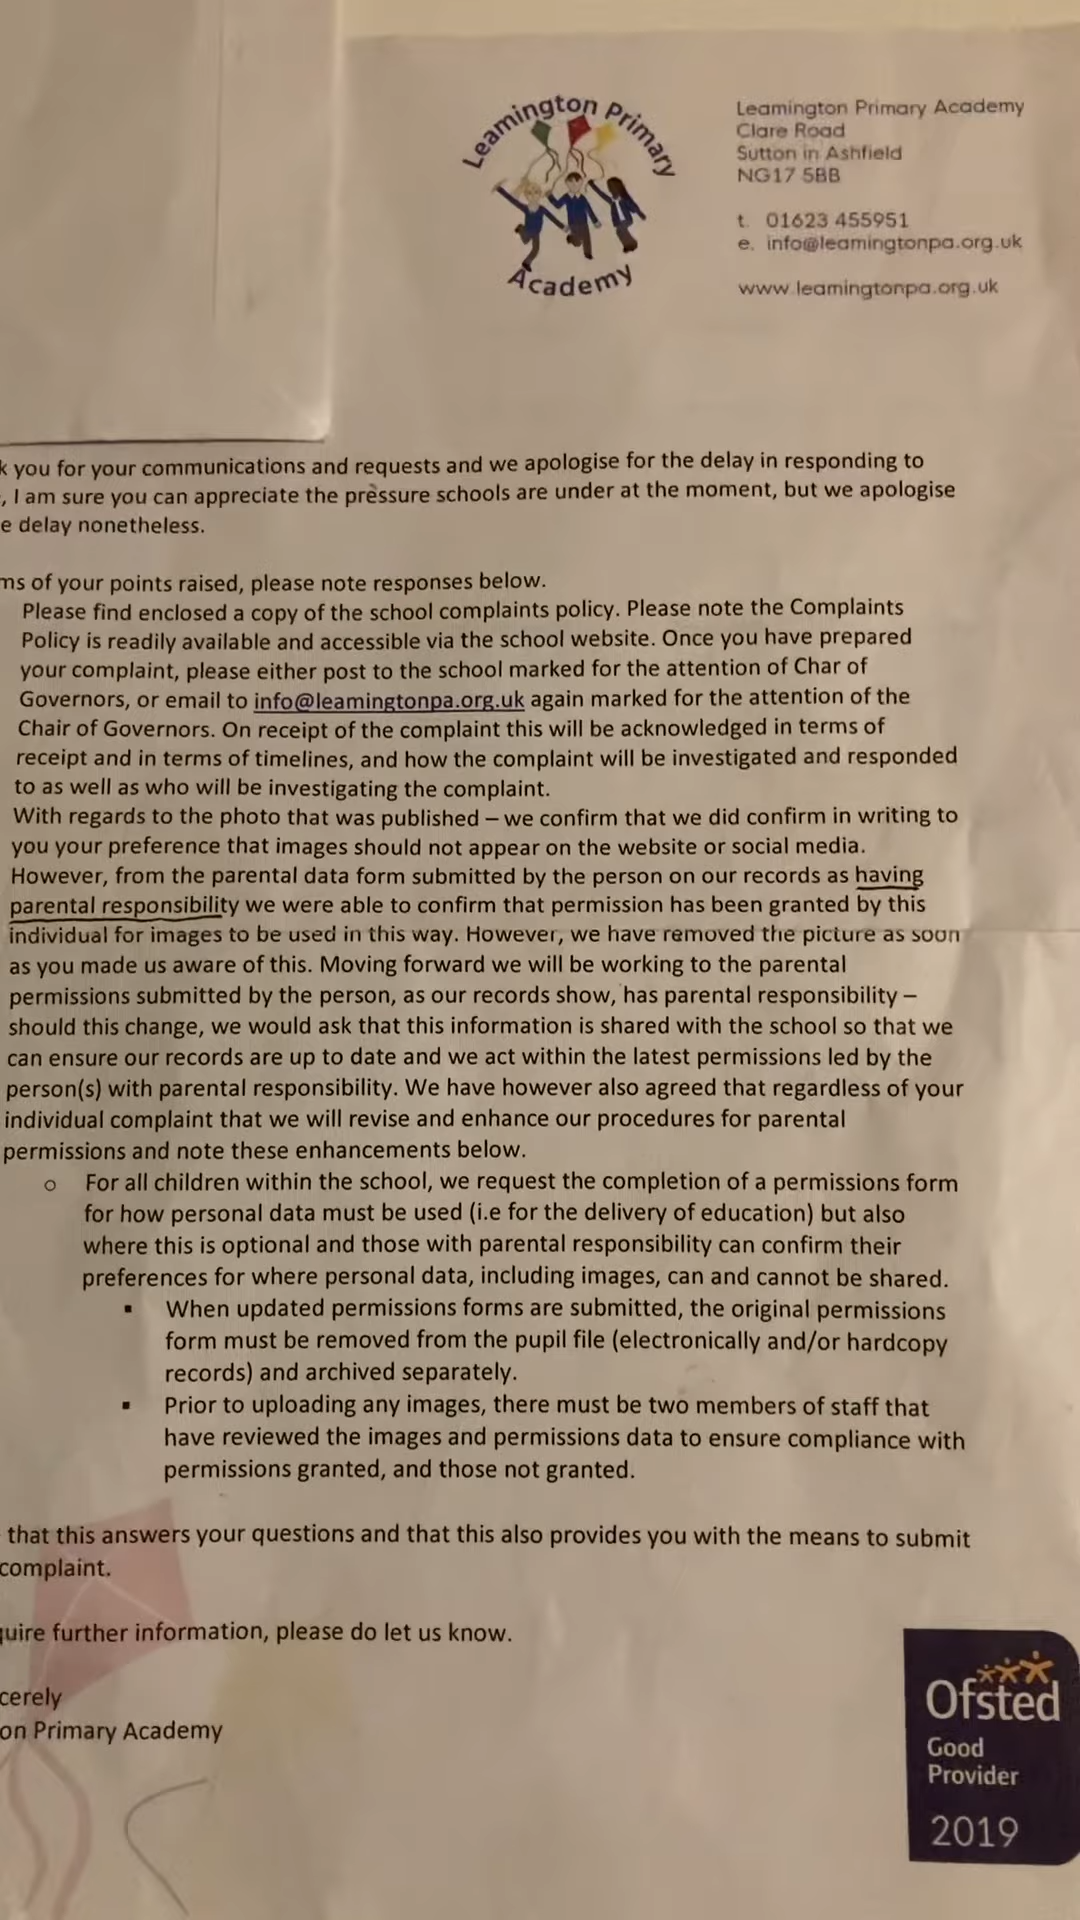 Leamington Primary
Academy
Leamington Primary Academy
Clare Road
Sutton in Ashfield
NG17 5BB
t. 01623 455951
e. info@leamingtonpa.org.uk
www.leamingtonpa.org.uk
k you for your communications and requests and we apologise for the delay in responding to
, I am sure you can appreciate the pressure schools are under at the moment, but we apologise
e delay nonetheless.
ms of your points raised, please note responses below.
Please find enclosed a copy of the school complaints policy. Please note the Complaints
Policy is readily available and accessible via the school website. Once you have prepared
your complaint, please either post to the school marked for the attention of Char of
Governors, or email to info@leamingtonpa.org.uk again marked for the attention of the
Chair of Governors. On receipt of the complaint this will be acknowledged in terms of
receipt and in terms of timelines, and how the complaint will be investigated and responded
to as well as who will be investigating the complaint.
With regards to the photo that was published – we confirm that we did confirm in writing to
you your preference that images should not appear on the website or social media.
However, from the parental data form submitted by the person on our records as having
parental responsibility we were able to confirm that permission has been granted by this
individual for images to be used in this way. However, we have removed the picture as soon
as you made us aware of this. Moving forward we will be working to the parental
permissions submitted by the person, as our records show, has parental responsibility –
should this change, we would ask that this information is shared with the school so that we
can ensure our records are up to date and we act within the latest permissions led by the
person(s) with parental responsibility. We have however also agreed that regardless of your
individual complaint that we will revise and enhance our procedures for parental
permissions and note these enhancements below.
o For all children within the school, we request the completion of a permissions form
for how personal data must be used (i.e for the delivery of education) but also
where this is optional and those with parental responsibility can confirm their
preferences for where personal data, including images, can and cannot be shared.
▪ When updated permissions forms are submitted, the original permissions
form must be removed from the pupil file (electronically and/or hardcopy
records) and archived separately.
▪ Prior to uploading any images, there must be two members of staff that
have reviewed the images and permissions data to ensure compliance with
permissions granted, and those not granted.
that this answers your questions and that this also provides you with the means to submit
complaint.
quire further information, please do let us know.
cerely
on Primary Academy
Ofsted
Good
Provider
2019